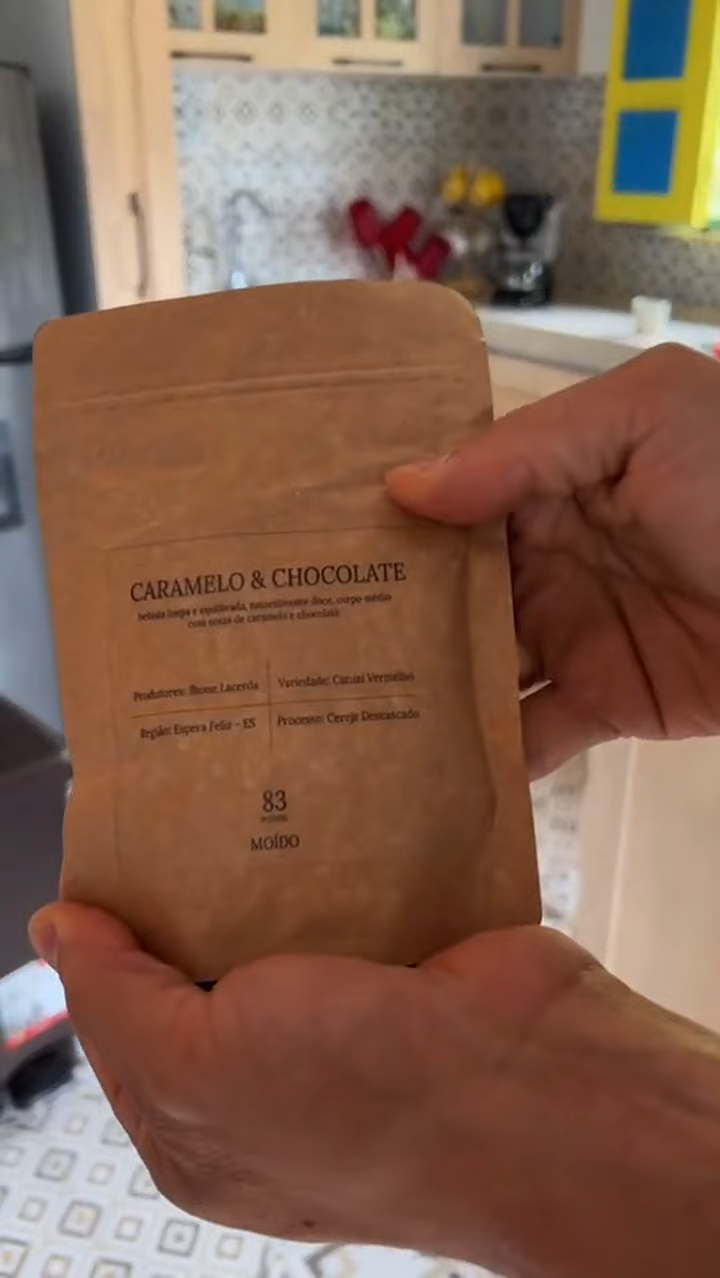 CARAMELO & CHOCOLATE
bebida limpa e equilibrada, naturalmente doce, corpo médio
com notas de caramelo e chocolate
Produtores: Jhone Lacerda
Variedade: Catuaí Vermelho
Região: Espera Feliz - ES
Processo: Cereja Descascado
83
MOÍDO